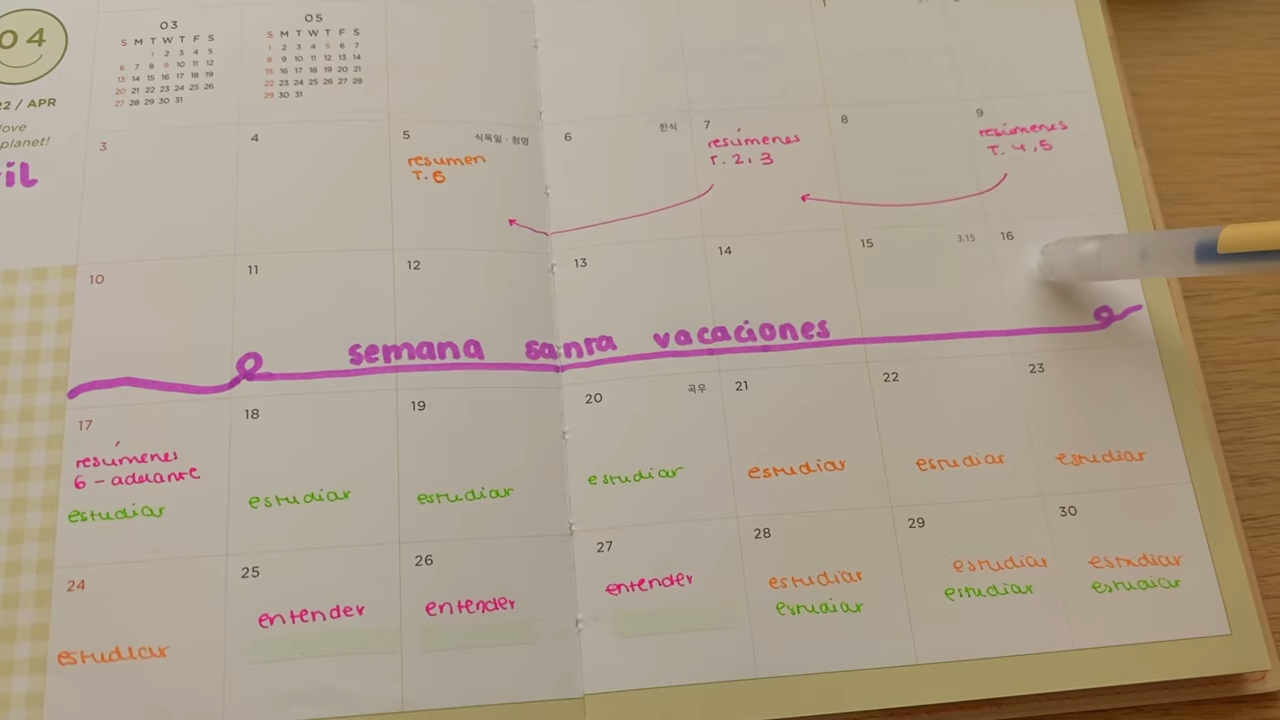 04
22 / APR
love
planet!
il
03
S M T W T F S
1 2 3 4 5
6 7 8 9 10 11 12
13 14 15 16 17 18 19
20 21 22 23 24 25 26
27 28 29 30 31
05
S M T W T F S
1 2 3 4 5 6 7
8 9 10 11 12 13 14
15 16 17 18 19 20 21
22 23 24 25 26 27 28
29 30 31
1
3
4
5 식목일 · 청명
resumen
T. 6
6 한식
7
resúmenes
T. 2, 3
8
9
resúmenes
T. 4, 5
10
11
12
13
14
15 3.15
16
semana santa vacaciones
17
resúmenes
6 - adelante
estudiar
18
estudiar
19
estudiar
20 곡우
estudiar
21
estudiar
22
estudiar
23
estudiar
24
estudiar
25
entender
26
entender
27
entender
28
estudiar
estudiar
29
estudiar
estudiar
30
estudiar
estudiar